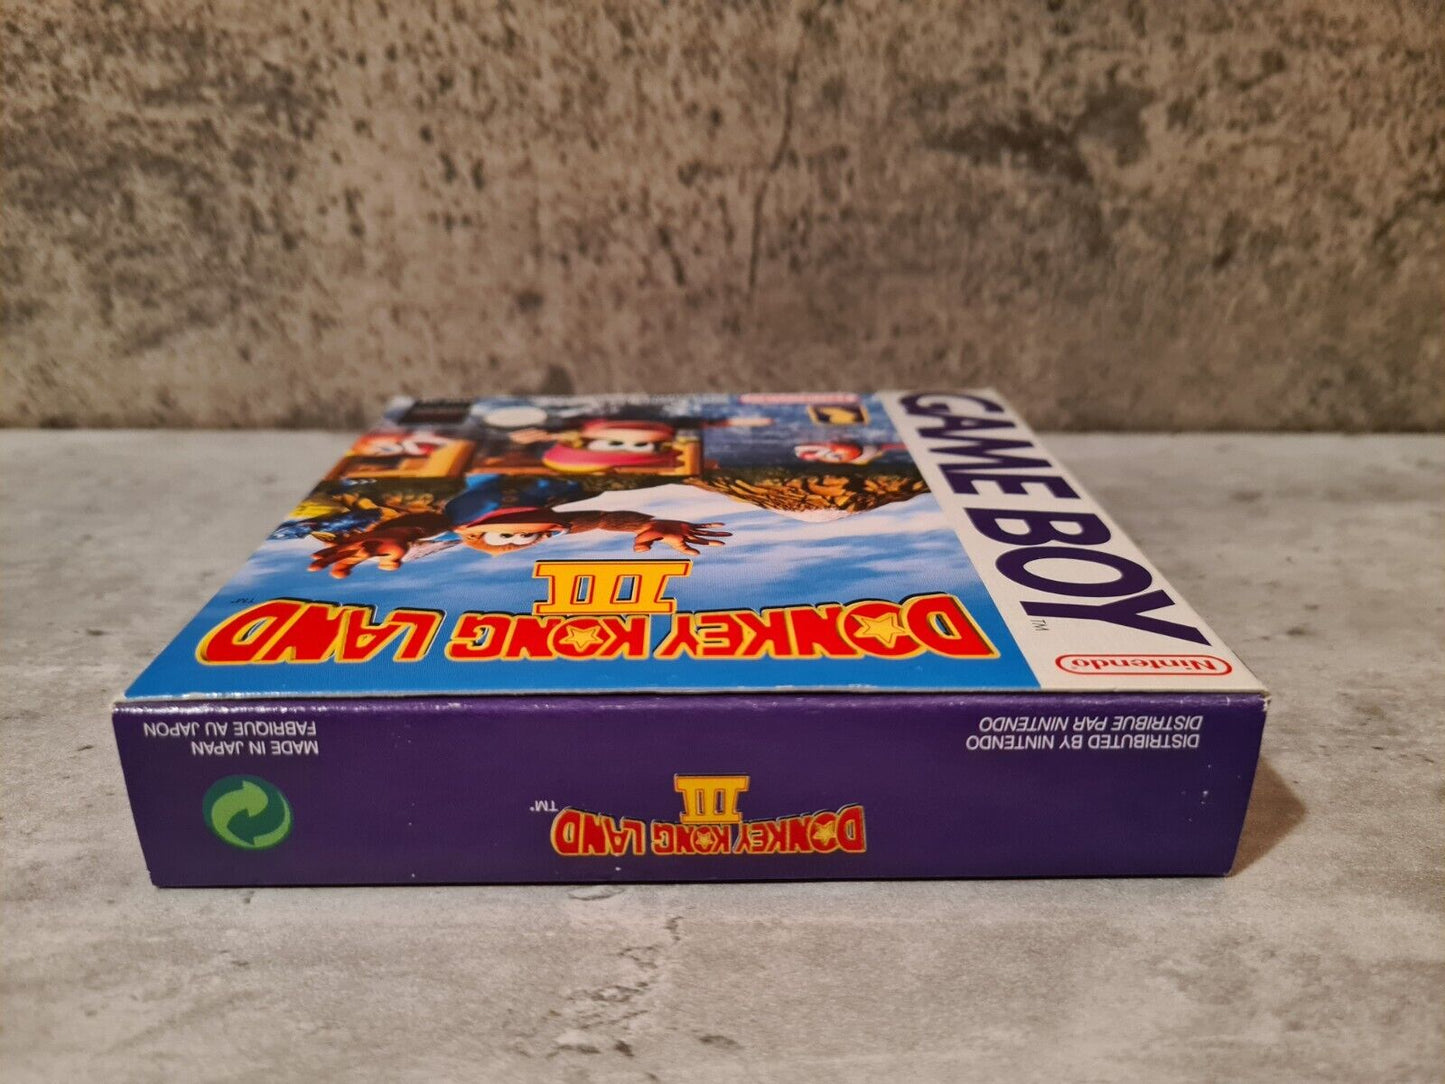 GAME BOY
TM
Nintendo
DONKEY KONG LAND
III
TM
DISTRIBUTED BY NINTENDO
DISTRIBUE PAR NINTENDO
DONKEY KONG LAND
III
TM
MADE IN JAPAN
FABRIQUE AU JAPON